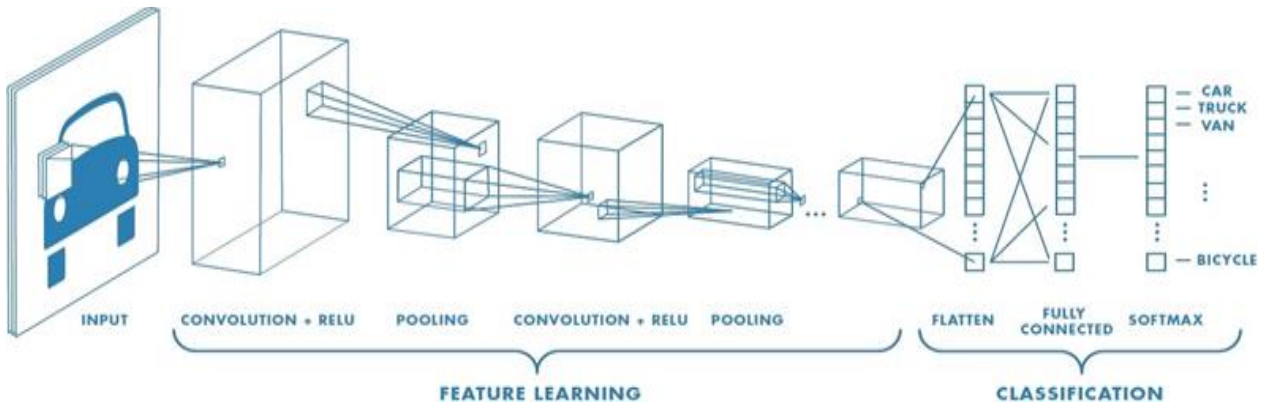 CAR
TRUCK
VAN
BICYCLE
INPUT
CONVOLUTION + RELU
POOLING
CONVOLUTION + RELU
POOLING
FLATTEN
FULLY
CONNECTED
SOFTMAX
FEATURE LEARNING
CLASSIFICATION